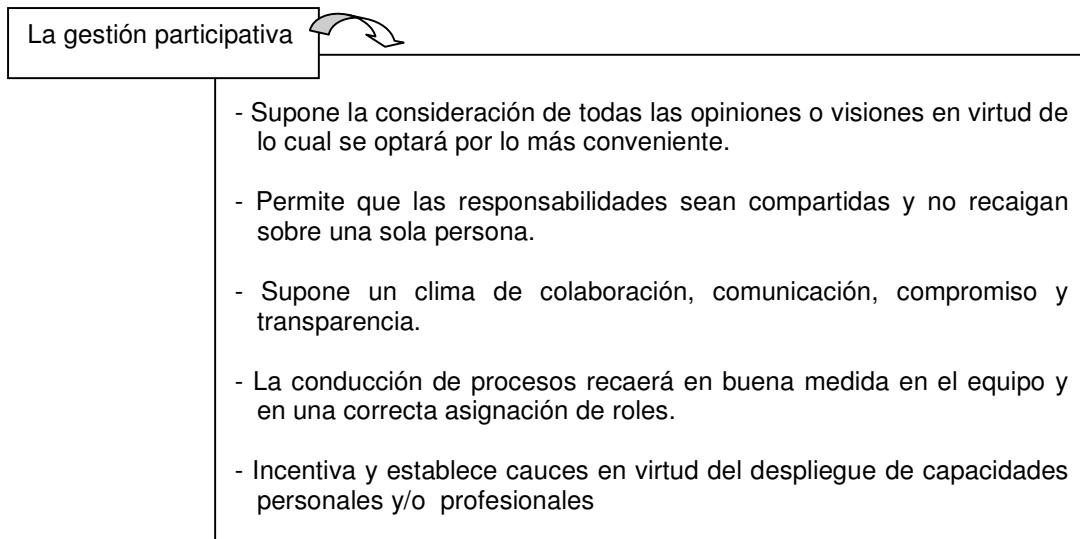 La gestión participativa
- Supone la consideración de todas las opiniones o visiones en virtud de
lo cual se optará por lo más conveniente.
- Permite que las responsabilidades sean compartidas y no recaigan
sobre una sola persona.
- Supone un clima de colaboración, comunicación, compromiso y
transparencia.
- La conducción de procesos recaerá en buena medida en el equipo y
en una correcta asignación de roles.
- Incentiva y establece cauces en virtud del despliegue de capacidades
personales y/o profesionales